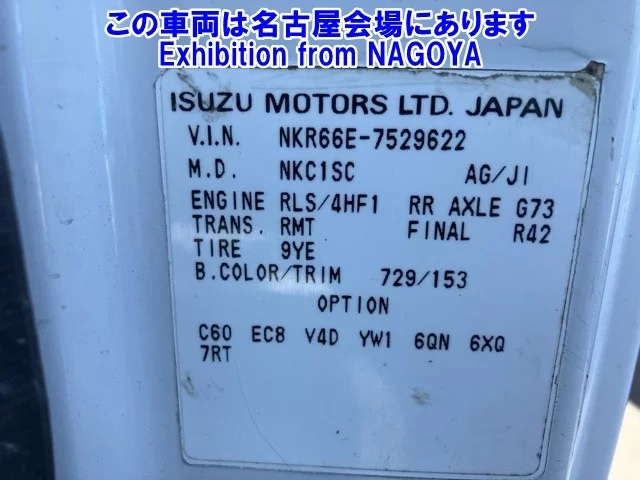 この車両は名古屋会場にあります
Exhibition from NAGOYA
ISUZU MOTORS LTD. JAPAN
V.I.N. NKR66E-7529622
M.D. NKC1SC AG/JI
ENGINE RLS/4HF1 RR AXLE G73
TRANS. RMT FINAL R42
TIRE 9YE
B.COLOR/TRIM 729/153
OPTION
C60 EC8 V4D YW1 6QN 6XQ
7RT